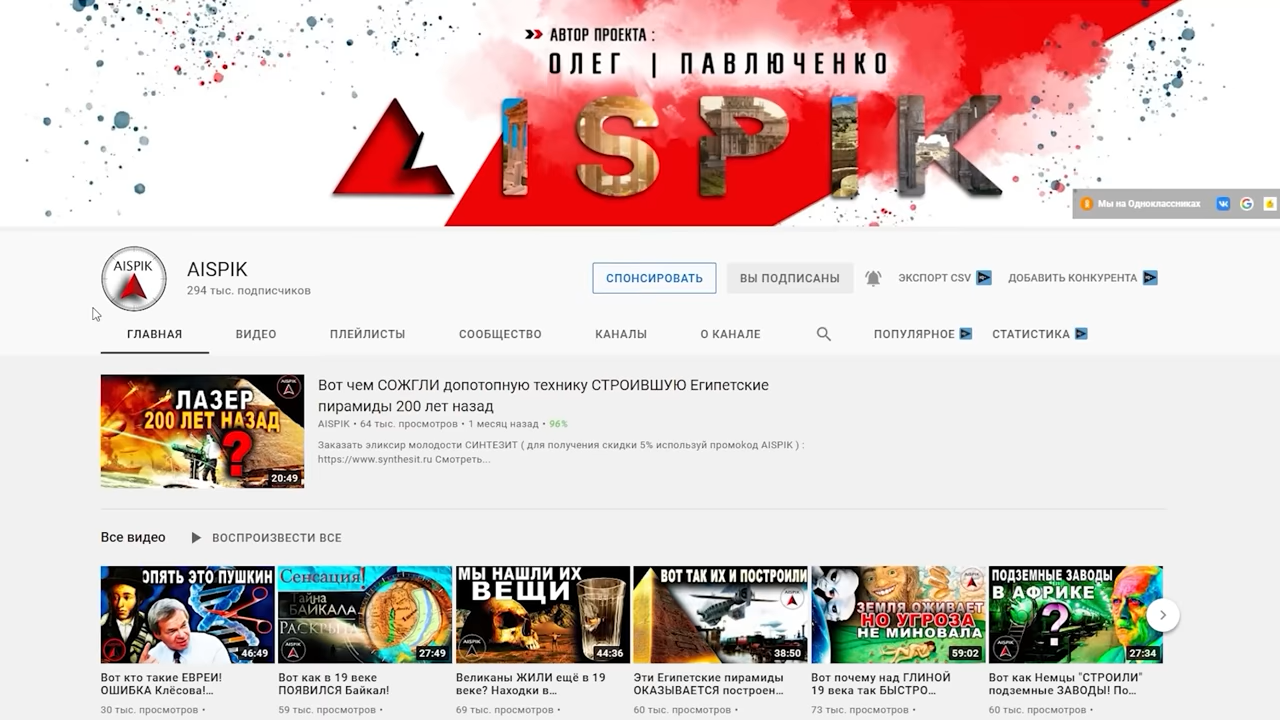 АВТОР ПРОЕКТА :
ОЛЕГ | ПАВЛЮЧЕНКО
AISPIK
Мы на Одноклассниках
AISPIK
AISPIK
294 тыс. подписчиков
СПОНСИРОВАТЬ
ВЫ ПОДПИСАНЫ
ЭКСПОРТ CSV
ДОБАВИТЬ КОНКУРЕНТА
ГЛАВНАЯ
ВИДЕО
ПЛЕЙЛИСТЫ
СООБЩЕСТВО
КАНАЛЫ
О КАНАЛЕ
ПОПУЛЯРНОЕ
СТАТИСТИКА
AISPIK
ЛАЗЕР
200 ЛЕТ НАЗАД
?
20:49
Вот чем СОЖГЛИ допотопную технику СТРОИВШУЮ Египетские
пирамиды 200 лет назад
AISPIK • 64 тыс. просмотров • 1 месяц назад • 96%
Заказать эликсир молодости СИНТЕЗИТ ( для получения скидки 5% используй промокод AISPIK ) :
https://www.synthesit.ru Смотреть...
Все видео
ВОСПРОИЗВЕСТИ ВСЕ
ОПЯТЬ ЭТО ПУШКИН
46:49
Сенсация!
Тайна
БАЙКАЛА
РАСКРЫТА
27:49
МЫ НАШЛИ ИХ
ВЕЩИ
44:36
ВОТ ТАК ИХ И ПОСТРОИЛИ
38:50
ЗЕМЛЯ ОЖИВАЕТ
НО УГРОЗА
НЕ МИНОВАЛА
59:02
ПОДЗЕМНЫЕ ЗАВОДЫ
В АФРИКЕ
?
27:34
Вот кто такие ЕВРЕИ!
ОШИБКА Клёсова!...
30 тыс. просмотров •
Вот как в 19 веке
ПОЯВИЛСЯ Байкал!
59 тыс. просмотров •
Великаны ЖИЛИ ещё в 19
веке? Находки в...
69 тыс. просмотров •
Эти Египетские пирамиды
ОКАЗЫВАЕТСЯ построен...
60 тыс. просмотров •
Вот почему над ГЛИНОЙ
19 века так БЫСТРО...
73 тыс. просмотров •
Вот как Немцы "СТРОИЛИ"
подземные ЗАВОДЫ! По...
60 тыс. просмотров •